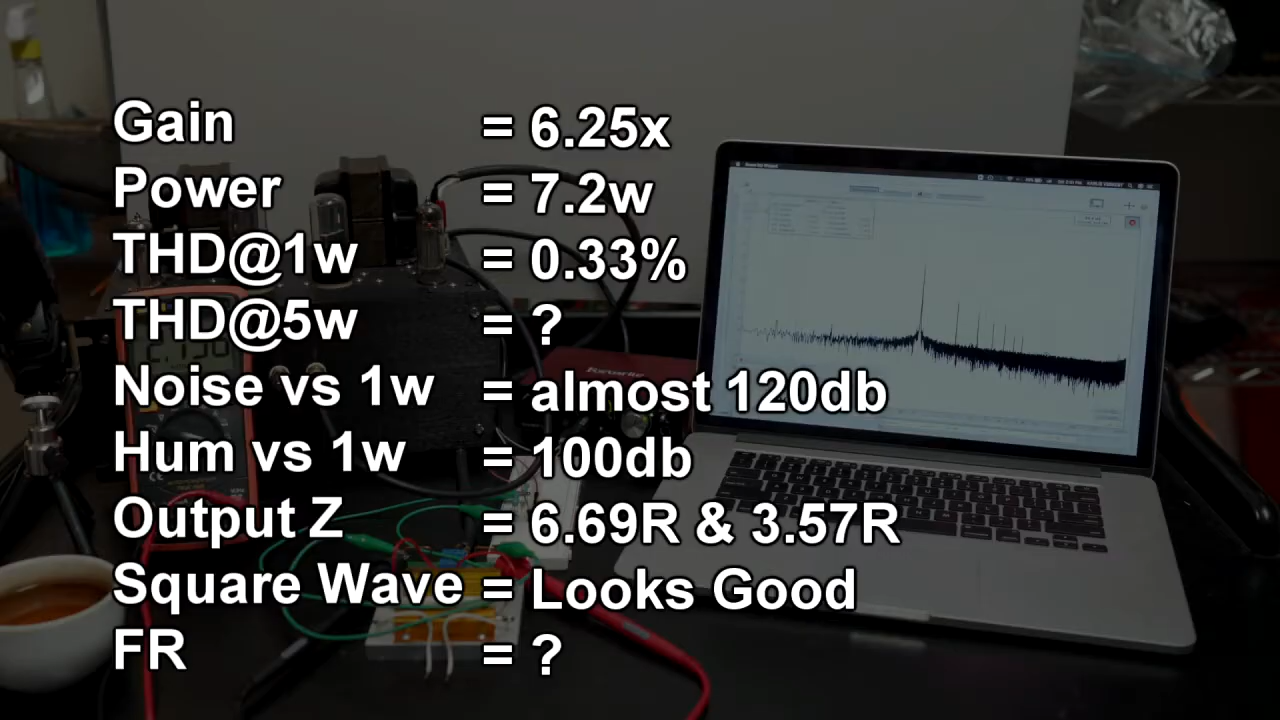 Gain = 6.25x
Power = 7.2w
THD@1w = 0.33%
THD@5w = ?
Noise vs 1w = almost 120db
Hum vs 1w = 100db
Output Z = 6.69R & 3.57R
Square Wave = Looks Good
FR = ?
Focusrite